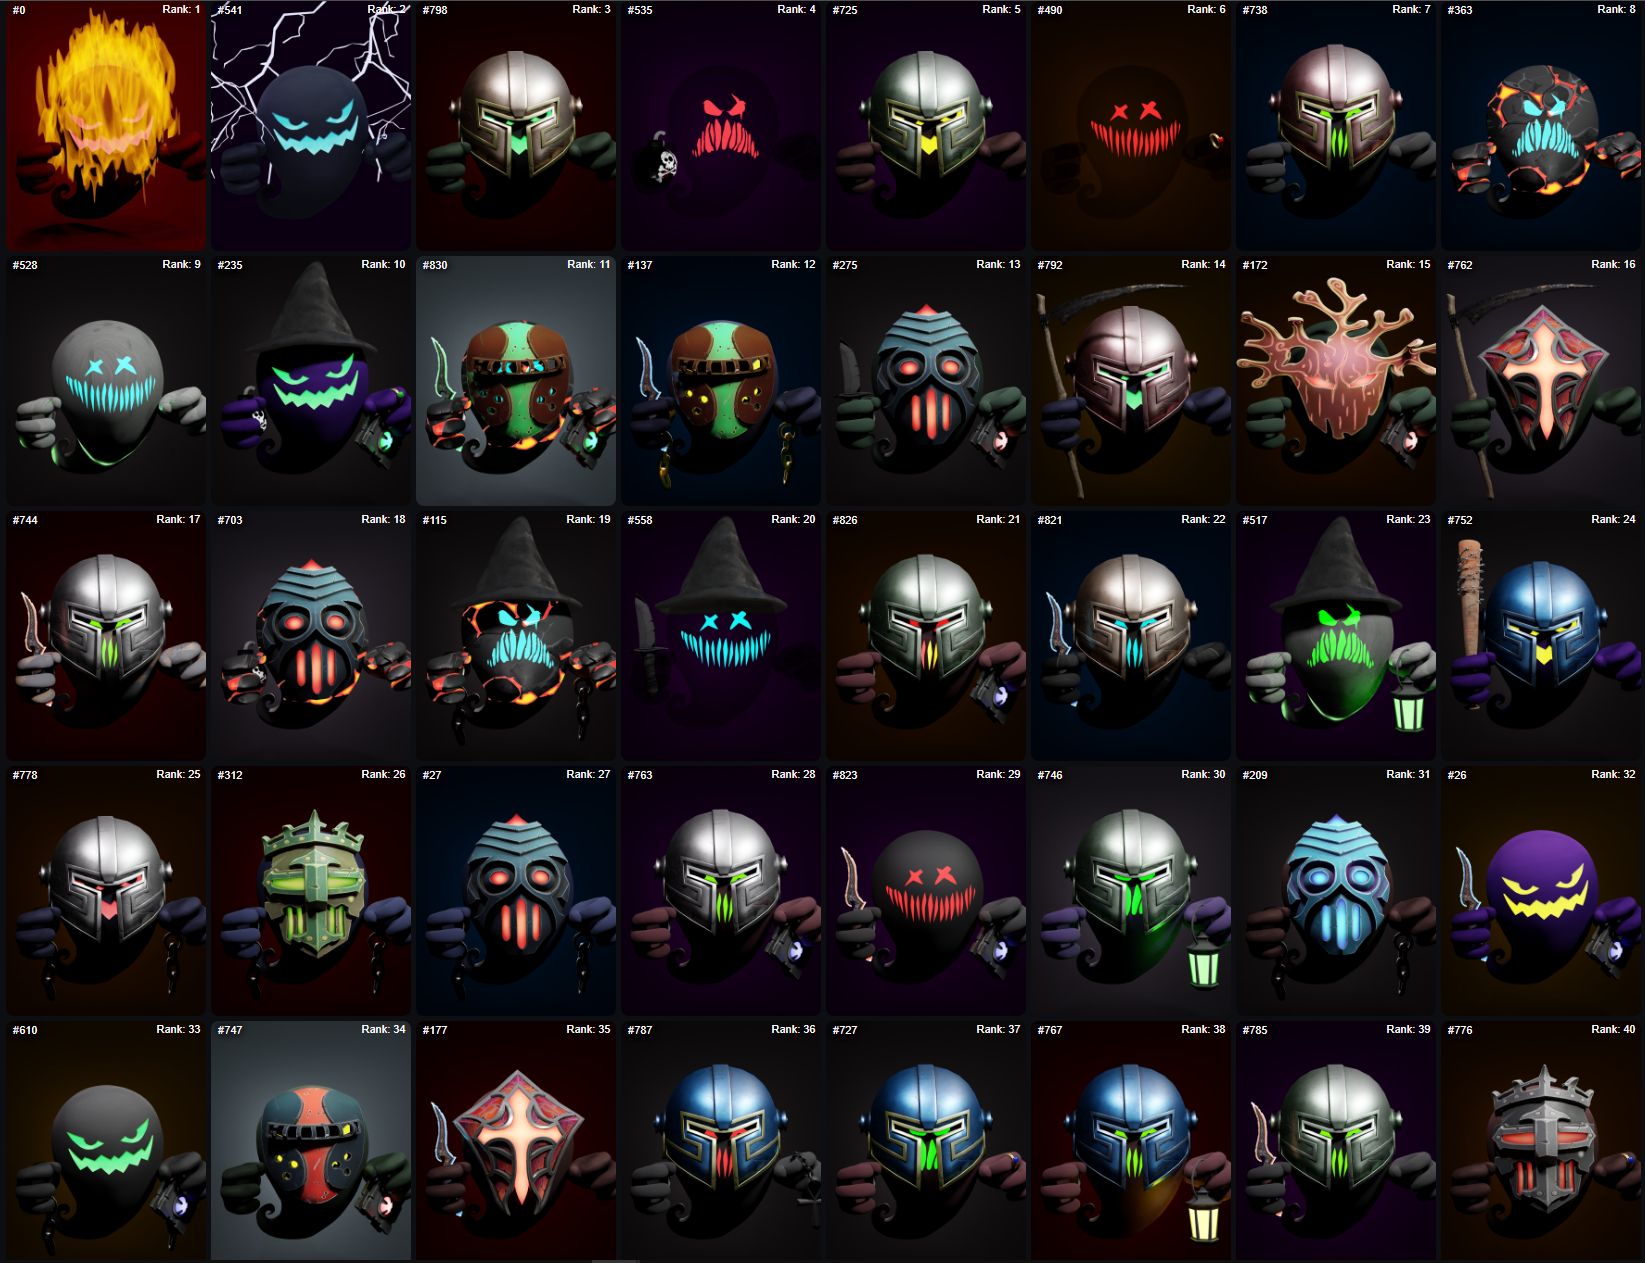 #0 Rank: 1
#541 Rank: 2
#798 Rank: 3
#535 Rank: 4
#725 Rank: 5
#490 Rank: 6
#738 Rank: 7
#363 Rank: 8
#528 Rank: 9
#235 Rank: 10
#830 Rank: 11
#137 Rank: 12
#275 Rank: 13
#792 Rank: 14
#172 Rank: 15
#762 Rank: 16
#744 Rank: 17
#703 Rank: 18
#115 Rank: 19
#558 Rank: 20
#826 Rank: 21
#821 Rank: 22
#517 Rank: 23
#752 Rank: 24
#778 Rank: 25
#312 Rank: 26
#27 Rank: 27
#763 Rank: 28
#823 Rank: 29
#746 Rank: 30
#209 Rank: 31
#26 Rank: 32
#610 Rank: 33
#747 Rank: 34
#177 Rank: 35
#787 Rank: 36
#727 Rank: 37
#767 Rank: 38
#785 Rank: 39
#776 Rank: 40